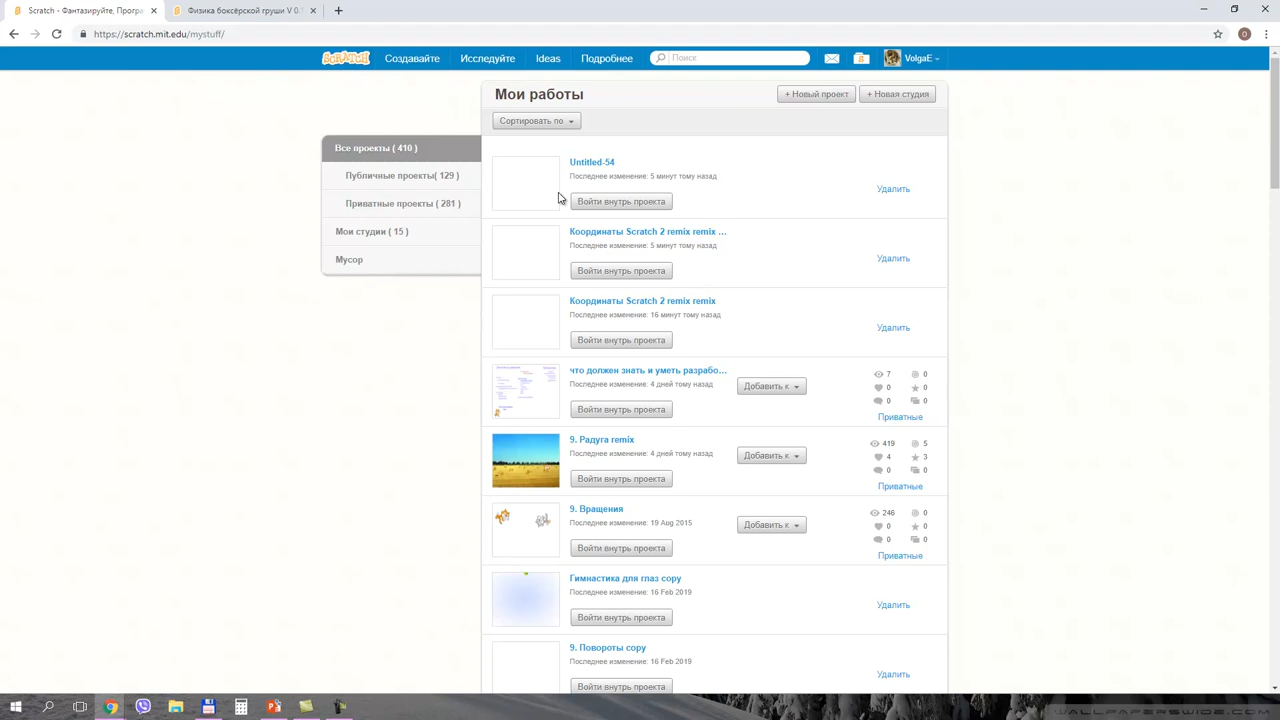 Scratch - Фантазируйте, Програ
Физика боксёрской груши V 0.
https://scratch.mit.edu/mystuff/
SCRATCH
Создавайте
Исследуйте
Ideas
Подробнее
Поиск
VolgaE
Мои работы
+ Новый проект
+ Новая студия
Сортировать по
Все проекты ( 410 )
Публичные проекты( 129 )
Приватные проекты ( 281 )
Мои студии ( 15 )
Мусор
Untitled-54
Последнее изменение: 5 минут тому назад
Войти внутрь проекта
Удалить
Координаты Scratch 2 remix remix ...
Последнее изменение: 5 минут тому назад
Войти внутрь проекта
Удалить
Координаты Scratch 2 remix remix
Последнее изменение: 16 минут тому назад
Войти внутрь проекта
Удалить
что должен знать и уметь разрабо...
Последнее изменение: 4 дней тому назад
Войти внутрь проекта
Добавить к
7 0
0 0
0 0
Приватные
9. Радуга remix
Последнее изменение: 4 дней тому назад
Войти внутрь проекта
Добавить к
419 5
4 3
0 0
Приватные
9. Вращения
Последнее изменение: 19 Aug 2015
Войти внутрь проекта
Добавить к
246 0
0 0
0 0
Приватные
Гимнастика для глаз copy
Последнее изменение: 16 Feb 2019
Войти внутрь проекта
Удалить
9. Повороты copy
Последнее изменение: 16 Feb 2019
Войти внутрь проекта
Удалить
WALLPAPERSWIDE.COM